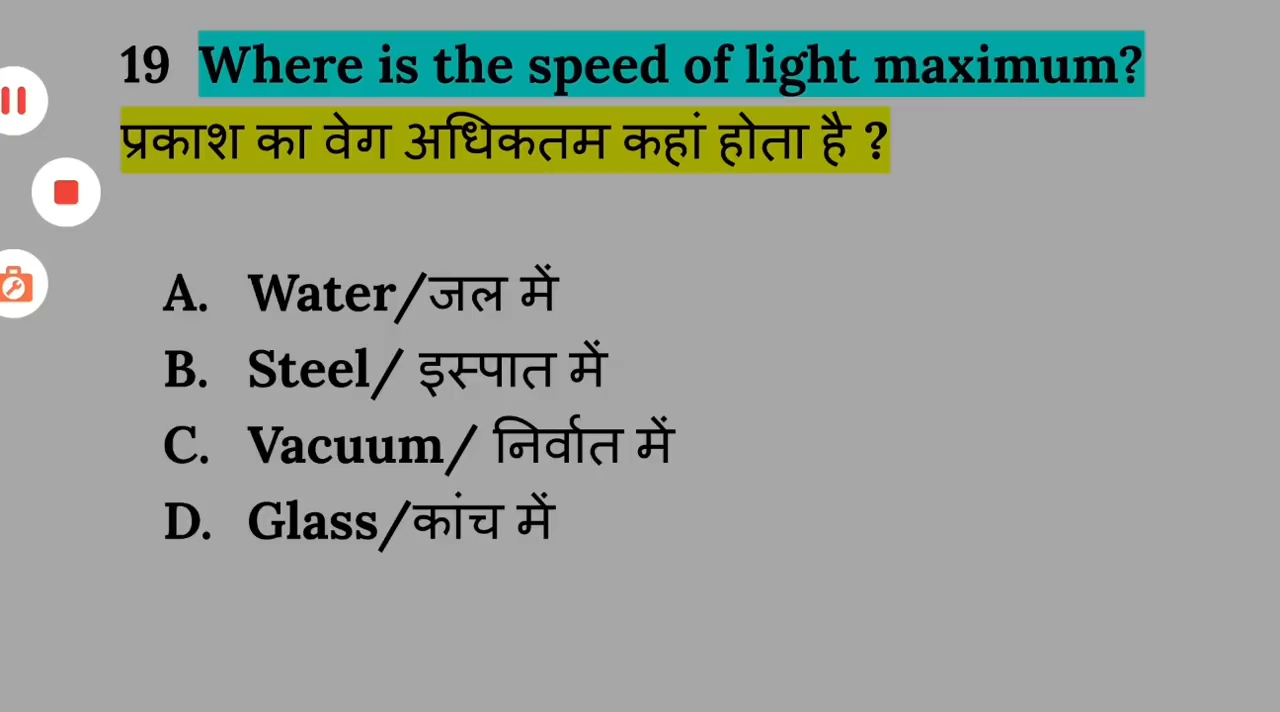 19 Where is the speed of light maximum?
प्रकाश का वेग अधिकतम कहां होता है ?
A. Water/जल में
B. Steel/ इस्पात में
C. Vacuum/ निर्वात में
D. Glass/कांच में